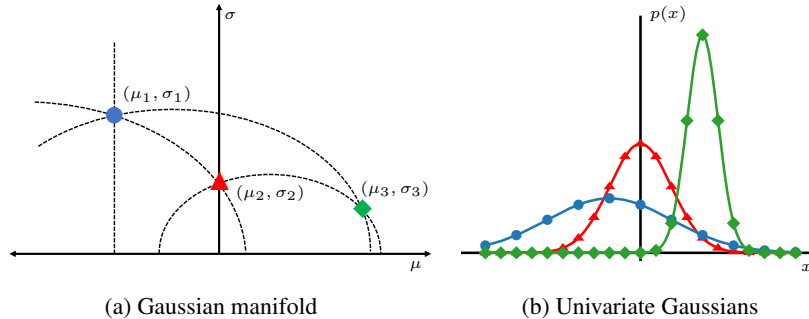 σ
(μ₁, σ₁)
(μ₂, σ₂)
(μ₃, σ₃)
μ
p(x)
x
(a) Gaussian manifold
(b) Univariate Gaussians